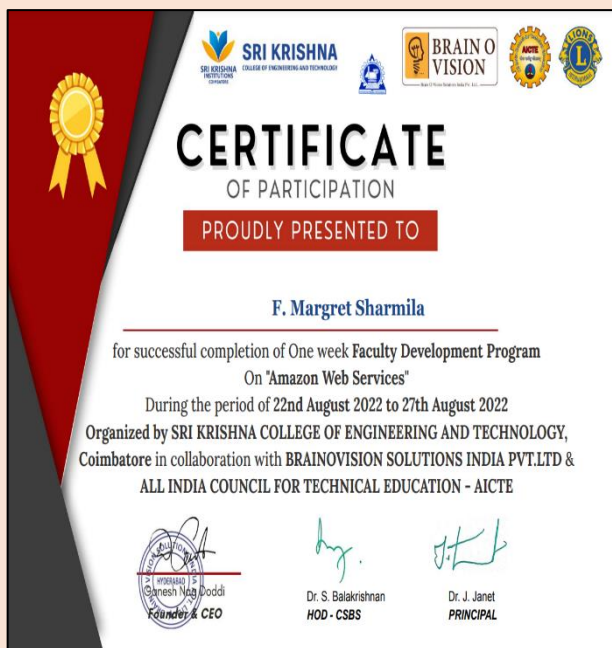 SRI KRISHNA
INSTITUTIONS
COIMBATORE
SRI KRISHNA
COLLEGE OF ENGINEERING AND TECHNOLOGY
BRAIN O
VISION
AICTE
LIONS
L
CERTIFICATE
OF PARTICIPATION
PROUDLY PRESENTED TO
F. Margret Sharmila
for successful completion of One week Faculty Development Program
On "Amazon Web Services"
During the period of 22nd August 2022 to 27th August 2022
Organized by SRI KRISHNA COLLEGE OF ENGINEERING AND TECHNOLOGY,
Coimbatore in collaboration with BRAINOVISION SOLUTIONS INDIA PVT.LTD &
ALL INDIA COUNCIL FOR TECHNICAL EDUCATION – AICTE
HYDERABAD
Ganesh Nag Doddi
Founder & CEO
Dr. S. Balakrishnan
HOD - CSBS
Dr. J. Janet
PRINCIPAL